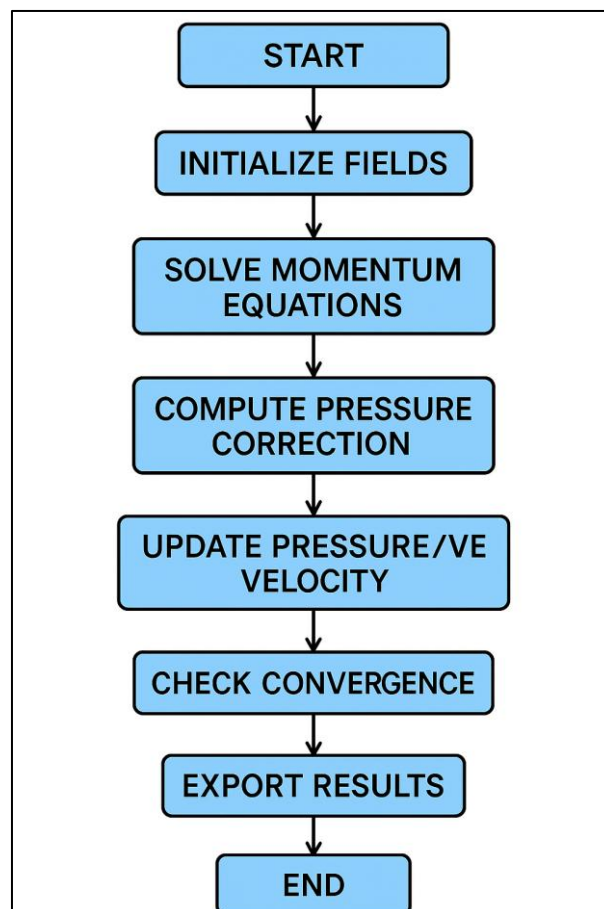 START
INITIALIZE FIELDS
SOLVE MOMENTUM
EQUATIONS
COMPUTE PRESSURE
CORRECTION
UPDATE PRESSURE/VE
VELOCITY
CHECK CONVERGENCE
EXPORT RESULTS
END